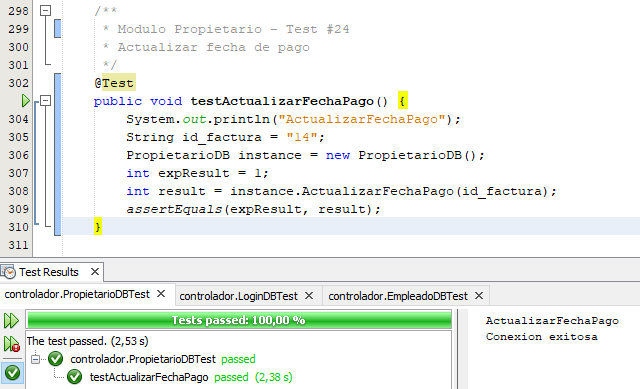 298 /**
299 * Modulo Propietario - Test #24
300 * Actualizar fecha de pago
301 */
302 @Test
public void testActualizarFechaPago() {
304 System.out.println("ActualizarFechaPago");
305 String id_factura = "14";
306 PropietarioDB instance = new PropietarioDB();
307 int expResult = 1;
308 int result = instance.ActualizarFechaPago(id_factura);
309 assertEquals(expResult, result);
310 }
311
Test Results
controlador.PropietarioDBTest controlador.LoginDBTest controlador.EmpleadoDBTest
Tests passed: 100,00 %
The test passed. (2,53 s)
controlador.PropietarioDBTest passed
testActualizarFechaPago passed (2,38 s)
ActualizarFechaPago
Conexion exitosa